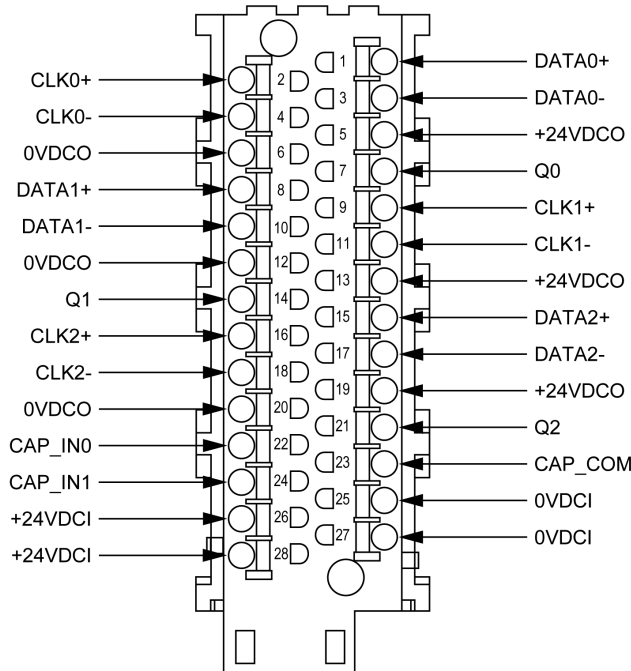 1 DATA0+
CLK0+ 2
3 DATA0-
CLK0- 4
5 +24VDCO
0VDCO 6
7 Q0
DATA1+ 8
9 CLK1+
DATA1- 10
11 CLK1-
0VDCO 12
13 +24VDCO
Q1 14
15 DATA2+
CLK2+ 16
17 DATA2-
CLK2- 18
19 +24VDCO
0VDCO 20
21 Q2
CAP_IN0 22
23 CAP_COM
CAP_IN1 24
25 0VDCI
+24VDCI 26
27 0VDCI
+24VDCI 28